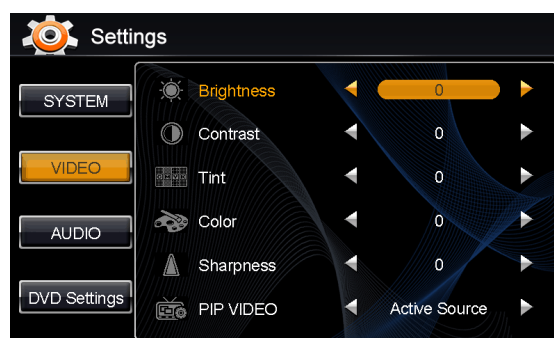 Settings
SYSTEM
VIDEO
AUDIO
DVD Settings
Brightness 0
Contrast 0
Tint 0
Color 0
Sharpness 0
PIP VIDEO Active Source